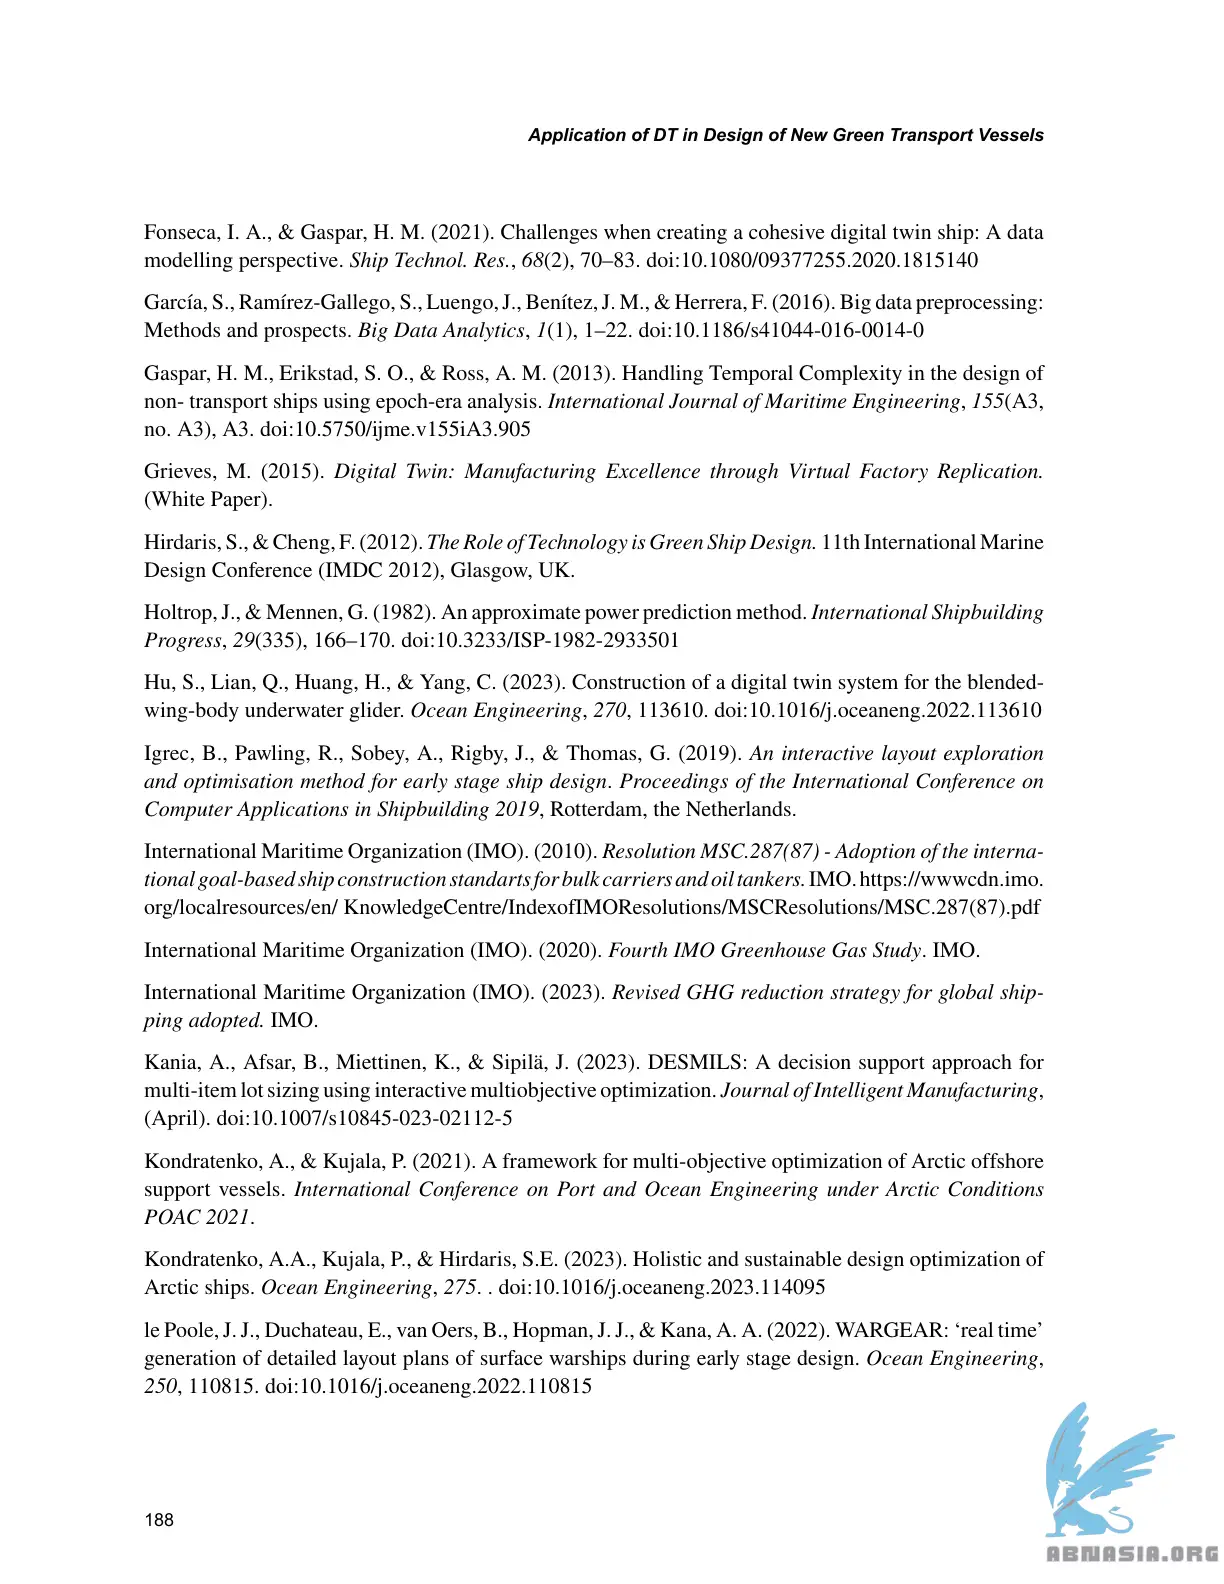 Application of DT in Design of New Green Transport Vessels
Fonseca, I. A., & Gaspar, H. M. (2021). Challenges when creating a cohesive digital twin ship: A data
modelling perspective. Ship Technol. Res., 68(2), 70–83. doi:10.1080/09377255.2020.1815140
García, S., Ramírez-Gallego, S., Luengo, J., Benítez, J. M., & Herrera, F. (2016). Big data preprocessing:
Methods and prospects. Big Data Analytics, 1(1), 1–22. doi:10.1186/s41044-016-0014-0
Gaspar, H. M., Erikstad, S. O., & Ross, A. M. (2013). Handling Temporal Complexity in the design of
non- transport ships using epoch-era analysis. International Journal of Maritime Engineering, 155(A3,
no. A3), A3. doi:10.5750/ijme.v155iA3.905
Grieves, M. (2015). Digital Twin: Manufacturing Excellence through Virtual Factory Replication.
(White Paper).
Hirdaris, S., & Cheng, F. (2012). The Role of Technology is Green Ship Design. 11th International Marine
Design Conference (IMDC 2012), Glasgow, UK.
Holtrop, J., & Mennen, G. (1982). An approximate power prediction method. International Shipbuilding
Progress, 29(335), 166–170. doi:10.3233/ISP-1982-2933501
Hu, S., Lian, Q., Huang, H., & Yang, C. (2023). Construction of a digital twin system for the blended-
wing-body underwater glider. Ocean Engineering, 270, 113610. doi:10.1016/j.oceaneng.2022.113610
Igrec, B., Pawling, R., Sobey, A., Rigby, J., & Thomas, G. (2019). An interactive layout exploration
and optimisation method for early stage ship design. Proceedings of the International Conference on
Computer Applications in Shipbuilding 2019, Rotterdam, the Netherlands.
International Maritime Organization (IMO). (2010). Resolution MSC.287(87) - Adoption of the interna-
tional goal-based ship construction standarts for bulk carriers and oil tankers. IMO. https://wwwcdn.imo.
org/localresources/en/ KnowledgeCentre/IndexofIMOResolutions/MSCResolutions/MSC.287(87).pdf
International Maritime Organization (IMO). (2020). Fourth IMO Greenhouse Gas Study. IMO.
International Maritime Organization (IMO). (2023). Revised GHG reduction strategy for global ship-
ping adopted. IMO.
Kania, A., Afsar, B., Miettinen, K., & Sipilä, J. (2023). DESMILS: A decision support approach for
multi-item lot sizing using interactive multiobjective optimization. Journal of Intelligent Manufacturing,
(April). doi:10.1007/s10845-023-02112-5
Kondratenko, A., & Kujala, P. (2021). A framework for multi-objective optimization of Arctic offshore
support vessels. International Conference on Port and Ocean Engineering under Arctic Conditions
POAC 2021.
Kondratenko, A.A., Kujala, P., & Hirdaris, S.E. (2023). Holistic and sustainable design optimization of
Arctic ships. Ocean Engineering, 275. . doi:10.1016/j.oceaneng.2023.114095
le Poole, J. J., Duchateau, E., van Oers, B., Hopman, J. J., & Kana, A. A. (2022). WARGEAR: ‘real time’
generation of detailed layout plans of surface warships during early stage design. Ocean Engineering,
250, 110815. doi:10.1016/j.oceaneng.2022.110815
188
ABNASIA.ORG